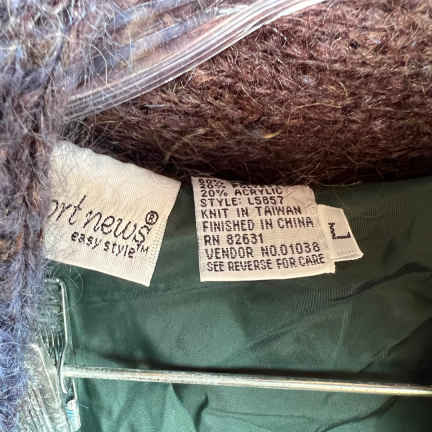 ort news®
easy style™
20% ACRYLIC
STYLE: LS857
KNIT IN TAIWAN
FINISHED IN CHINA
RN 82631
VENDOR NO.01038
SEE REVERSE FOR CARE
L